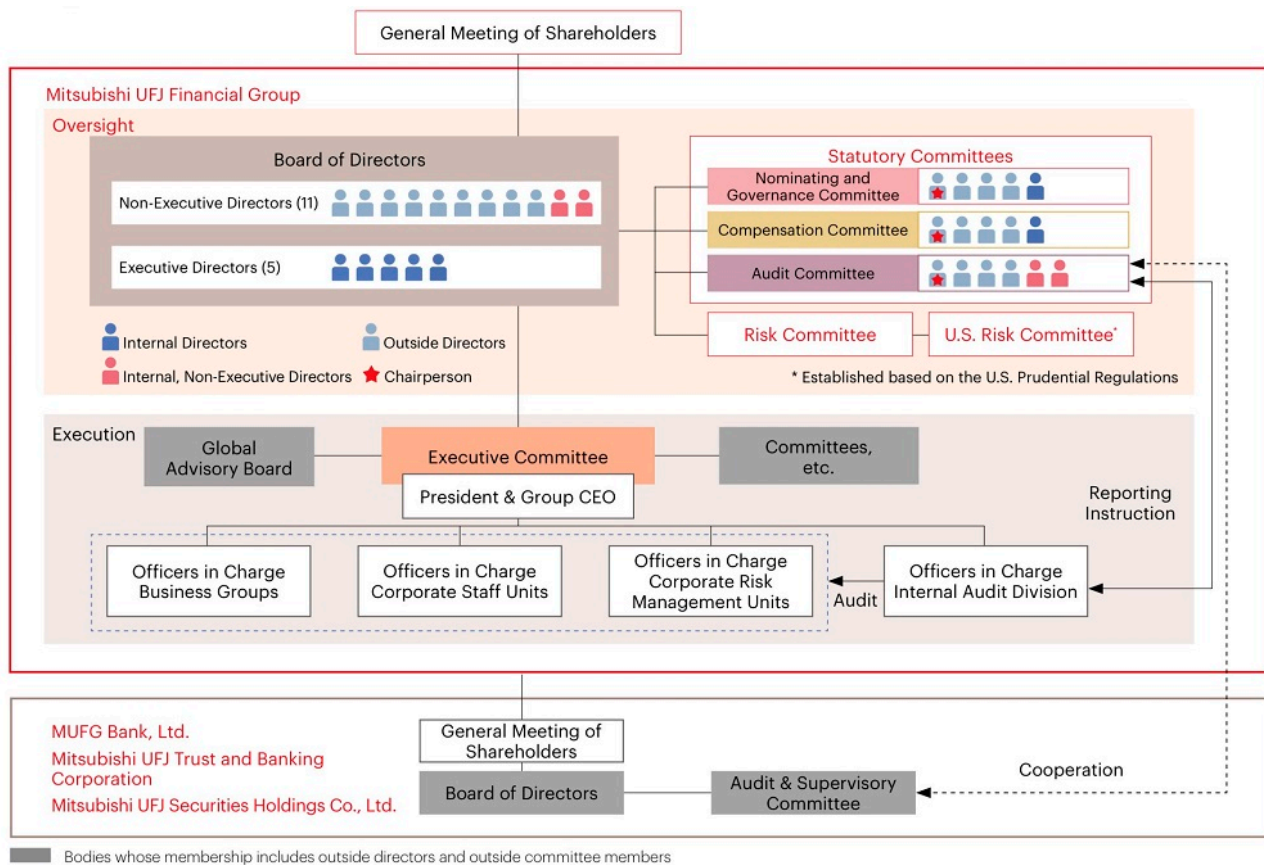 General Meeting of Shareholders
Mitsubishi UFJ Financial Group
Oversight
Board of Directors
Non-Executive Directors (11)
Executive Directors (5)
Internal Directors
Outside Directors
Internal, Non-Executive Directors
Chairperson
Statutory Committees
Nominating and
Governance Committee
Compensation Committee
Audit Committee
Risk Committee
U.S. Risk Committee*
* Established based on the U.S. Prudential Regulations
Execution
Global
Advisory Board
Executive Committee
Committees,
etc.
President & Group CEO
Reporting
Instruction
Officers in Charge
Business Groups
Officers in Charge
Corporate Staff Units
Officers in Charge
Corporate Risk
Management Units
Audit
Officers in Charge
Internal Audit Division
MUFG Bank, Ltd.
Mitsubishi UFJ Trust and Banking
Corporation
Mitsubishi UFJ Securities Holdings Co., Ltd.
General Meeting of
Shareholders
Board of Directors
Audit & Supervisory
Committee
Cooperation
Bodies whose membership includes outside directors and outside committee members